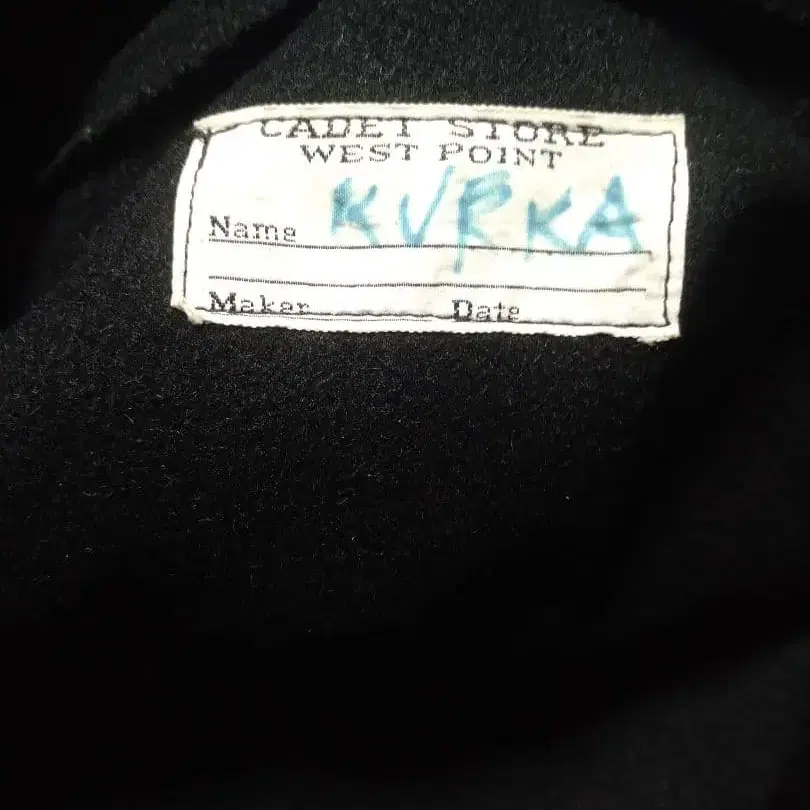 CADET STORE
WEST POINT
Name KURKA
Maker Date